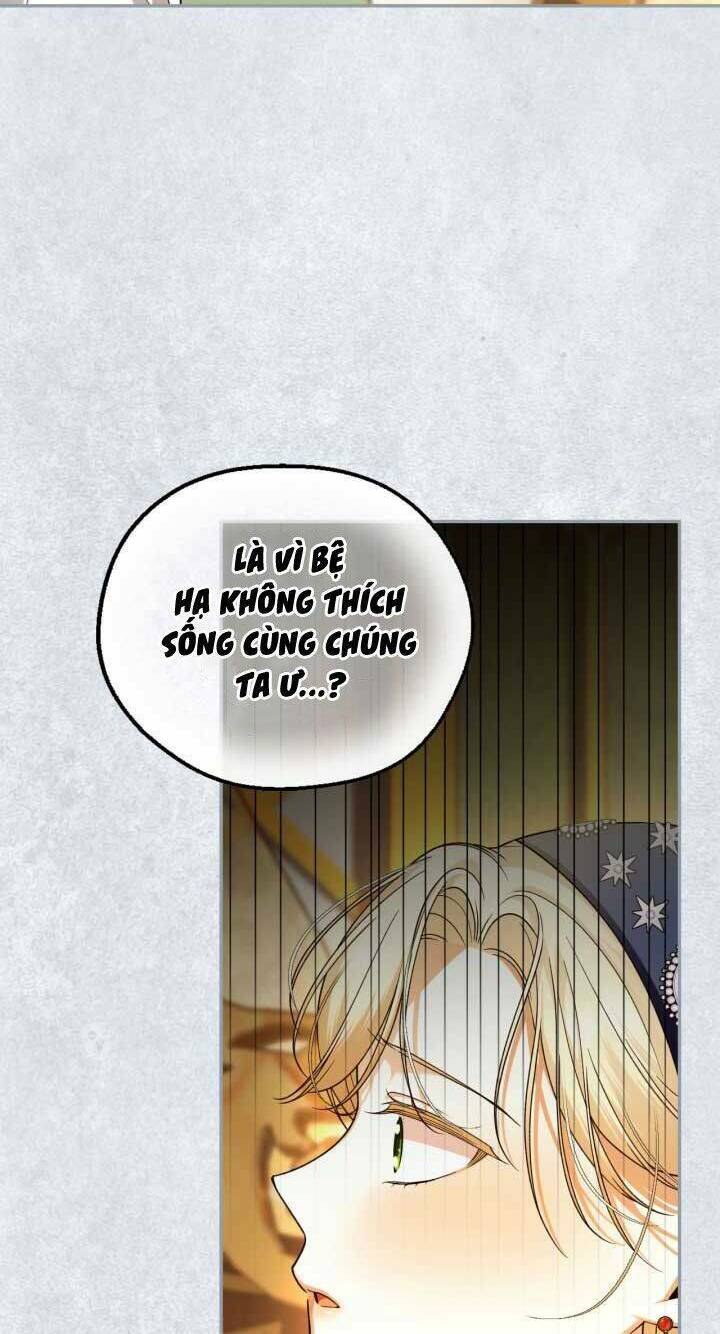 LÀ VÌ BỆ
HẠ KHÔNG THÍCH
SỐNG CÙNG CHÚNG
TA Ư...?